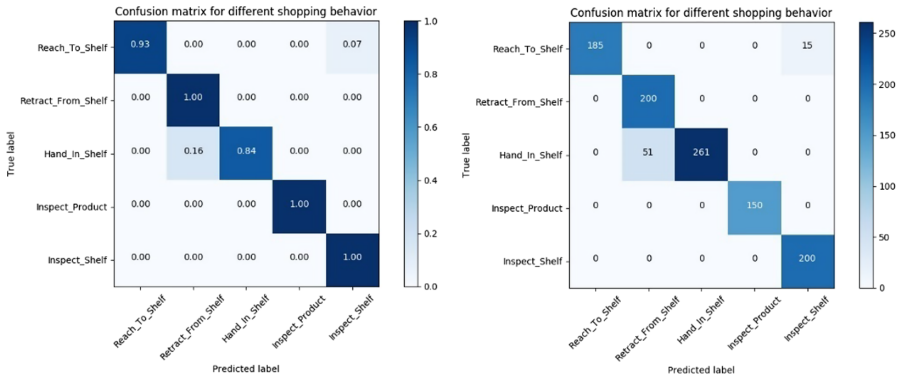 Confusion matrix for different shopping behavior
Reach_To_Shelf 0.93 0.00 0.00 0.00 0.07
Retract_From_Shelf 0.00 1.00 0.00 0.00 0.00
Hand_In_Shelf 0.00 0.16 0.84 0.00 0.00
Inspect_Product 0.00 0.00 0.00 1.00 0.00
Inspect_Shelf 0.00 0.00 0.00 0.00 1.00
True label
Reach_To_Shelf
Retract_From_Shelf
Hand_In_Shelf
Inspect_Product
Inspect_Shelf
Predicted label
1.0
0.8
0.6
0.4
0.2
0.0
Confusion matrix for different shopping behavior
Reach_To_Shelf 185 0 0 0 15
Retract_From_Shelf 0 200 0 0 0
Hand_In_Shelf 0 51 261 0 0
Inspect_Product 0 0 0 150 0
Inspect_Shelf 0 0 0 0 200
True label
Reach_To_Shelf
Retract_From_Shelf
Hand_In_Shelf
Inspect_Product
Inspect_Shelf
Predicted label
250
200
150
100
50
0